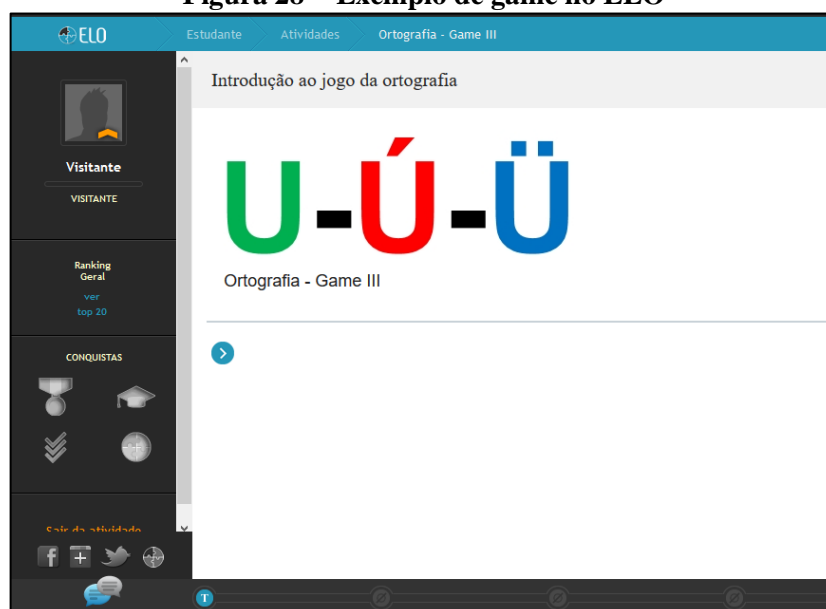 Figura 28 – Exemplo de game no ELO
ELO
Estudante Atividades Ortografia - Game III
Introdução ao jogo da ortografia
Visitante
VISITANTE
U-Ú-Ü
Ortografia - Game III
Ranking
Geral
ver
top 20
CONQUISTAS
Sair da atividade
T